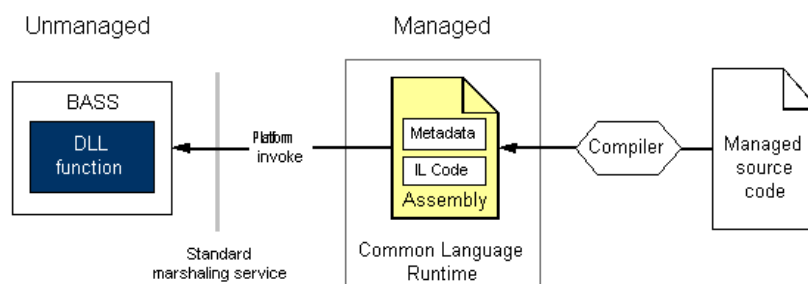 Unmanaged
Managed
BASS
DLL
function
Platform
invoke
Standard
marshaling service
Metadata
IL Code
Assembly
Common Language
Runtime
Compiler
Managed
source
code